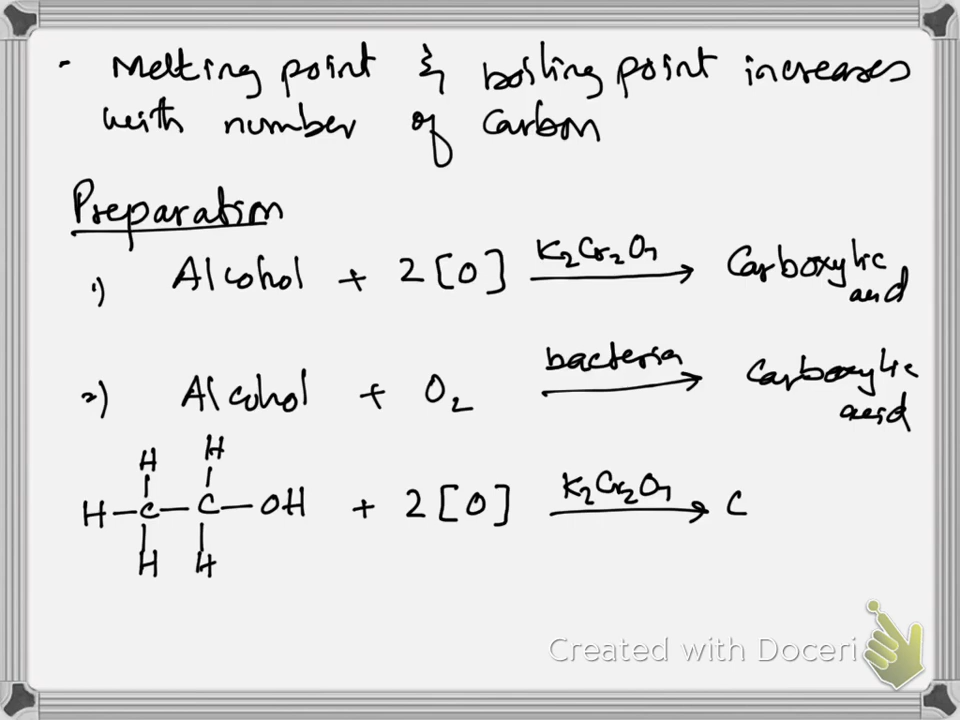 - Melting point & boiling point increases
with number of carbon
Preparation
1) Alcohol + 2[O] K2Cr2O7 → Carboxylic acid
2) Alcohol + O2 bacteria → Carboxylic acid
H H
H-C-C-OH + 2[O] K2Cr2O7 → C
H H
Created with Doceri